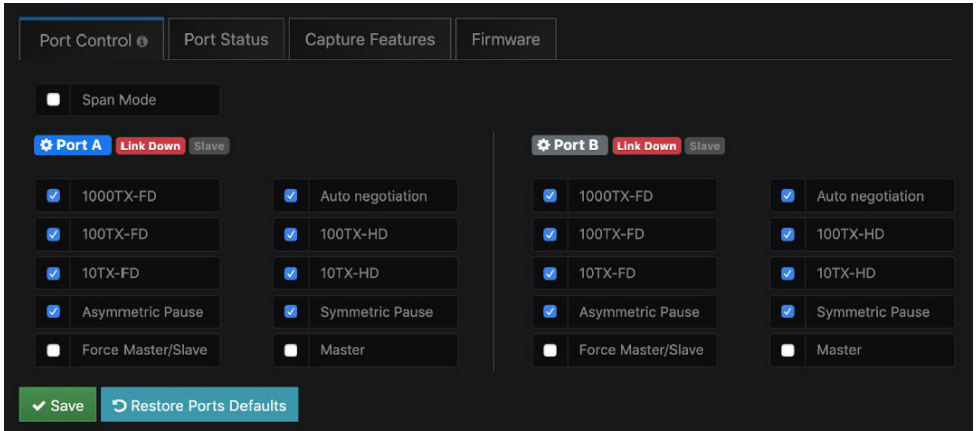 Port Control
Port Status
Capture Features
Firmware
Span Mode
Port A Link Down Slave
1000TX-FD
Auto negotiation
100TX-FD
100TX-HD
10TX-FD
10TX-HD
Asymmetric Pause
Symmetric Pause
Force Master/Slave
Master
Port B Link Down Slave
1000TX-FD
Auto negotiation
100TX-FD
100TX-HD
10TX-FD
10TX-HD
Asymmetric Pause
Symmetric Pause
Force Master/Slave
Master
Save
Restore Ports Defaults